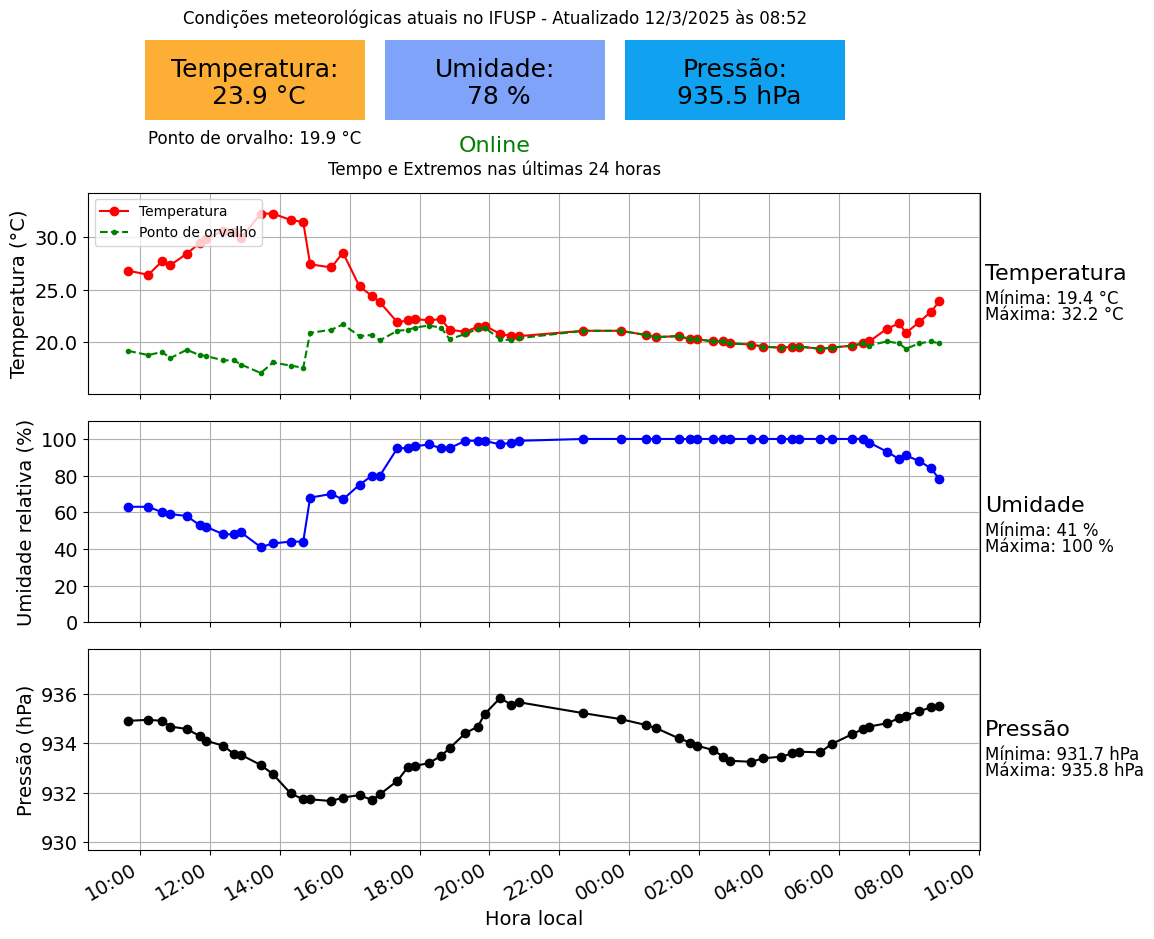 Condições meteorológicas atuais no IFUSP - Atualizado 12/3/2025 às 08:52
Temperatura:
23.9 °C
Umidade:
78 %
Pressão:
935.5 hPa
Ponto de orvalho: 19.9 °C
Online
Tempo e Extremos nas últimas 24 horas
Temperatura (°C)
30.0
25.0
20.0
Temperatura
Ponto de orvalho
Temperatura
Mínima: 19.4 °C
Máxima: 32.2 °C
Umidade relativa (%)
100
80
60
40
20
0
Umidade
Mínima: 41 %
Máxima: 100 %
Pressão (hPa)
936
934
932
930
Pressão
Mínima: 931.7 hPa
Máxima: 935.8 hPa
10:00
12:00
14:00
16:00
18:00
20:00
22:00
00:00
02:00
04:00
06:00
08:00
10:00
Hora local